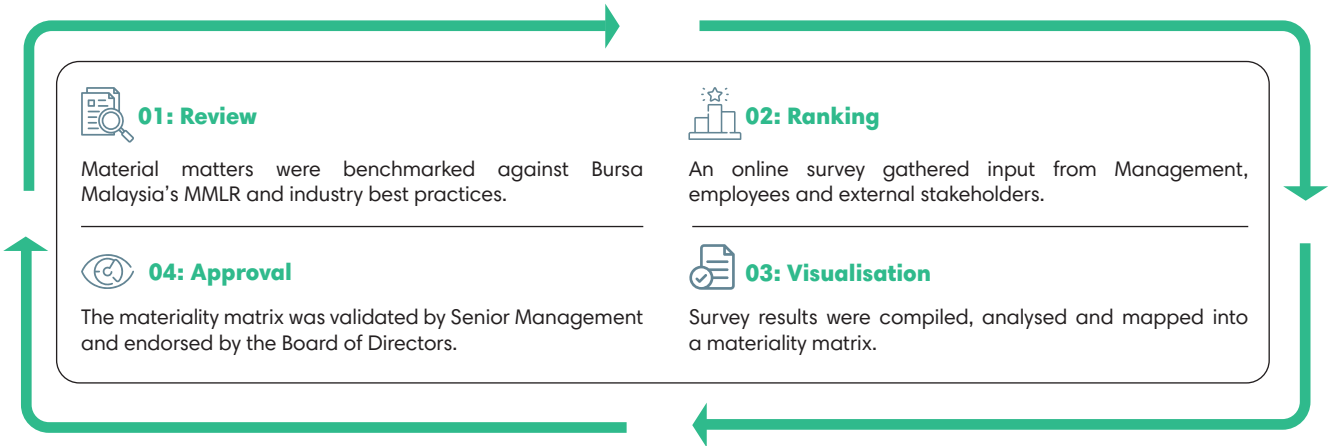 01: Review
Material matters were benchmarked against Bursa
Malaysia's MMLR and industry best practices.
02: Ranking
An online survey gathered input from Management,
employees and external stakeholders.
03: Visualisation
Survey results were compiled, analysed and mapped into
a materiality matrix.
04: Approval
The materiality matrix was validated by Senior Management
and endorsed by the Board of Directors.